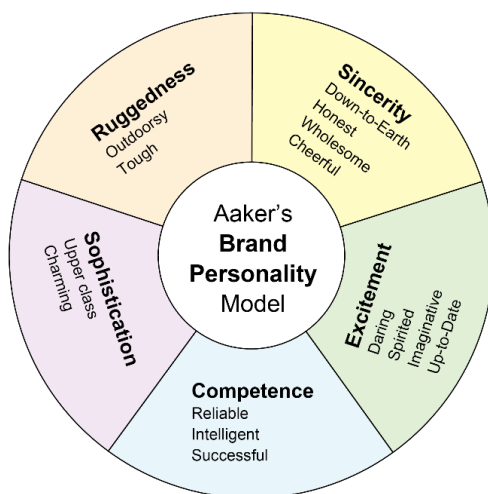 Aaker's
Brand
Personality
Model
Sincerity
Down-to-Earth
Honest
Wholesome
Cheerful
Excitement
Daring
Spirited
Imaginative
Up-to-Date
Competence
Reliable
Intelligent
Successful
Sophistication
Upper class
Charming
Ruggedness
Outdoorsy
Tough